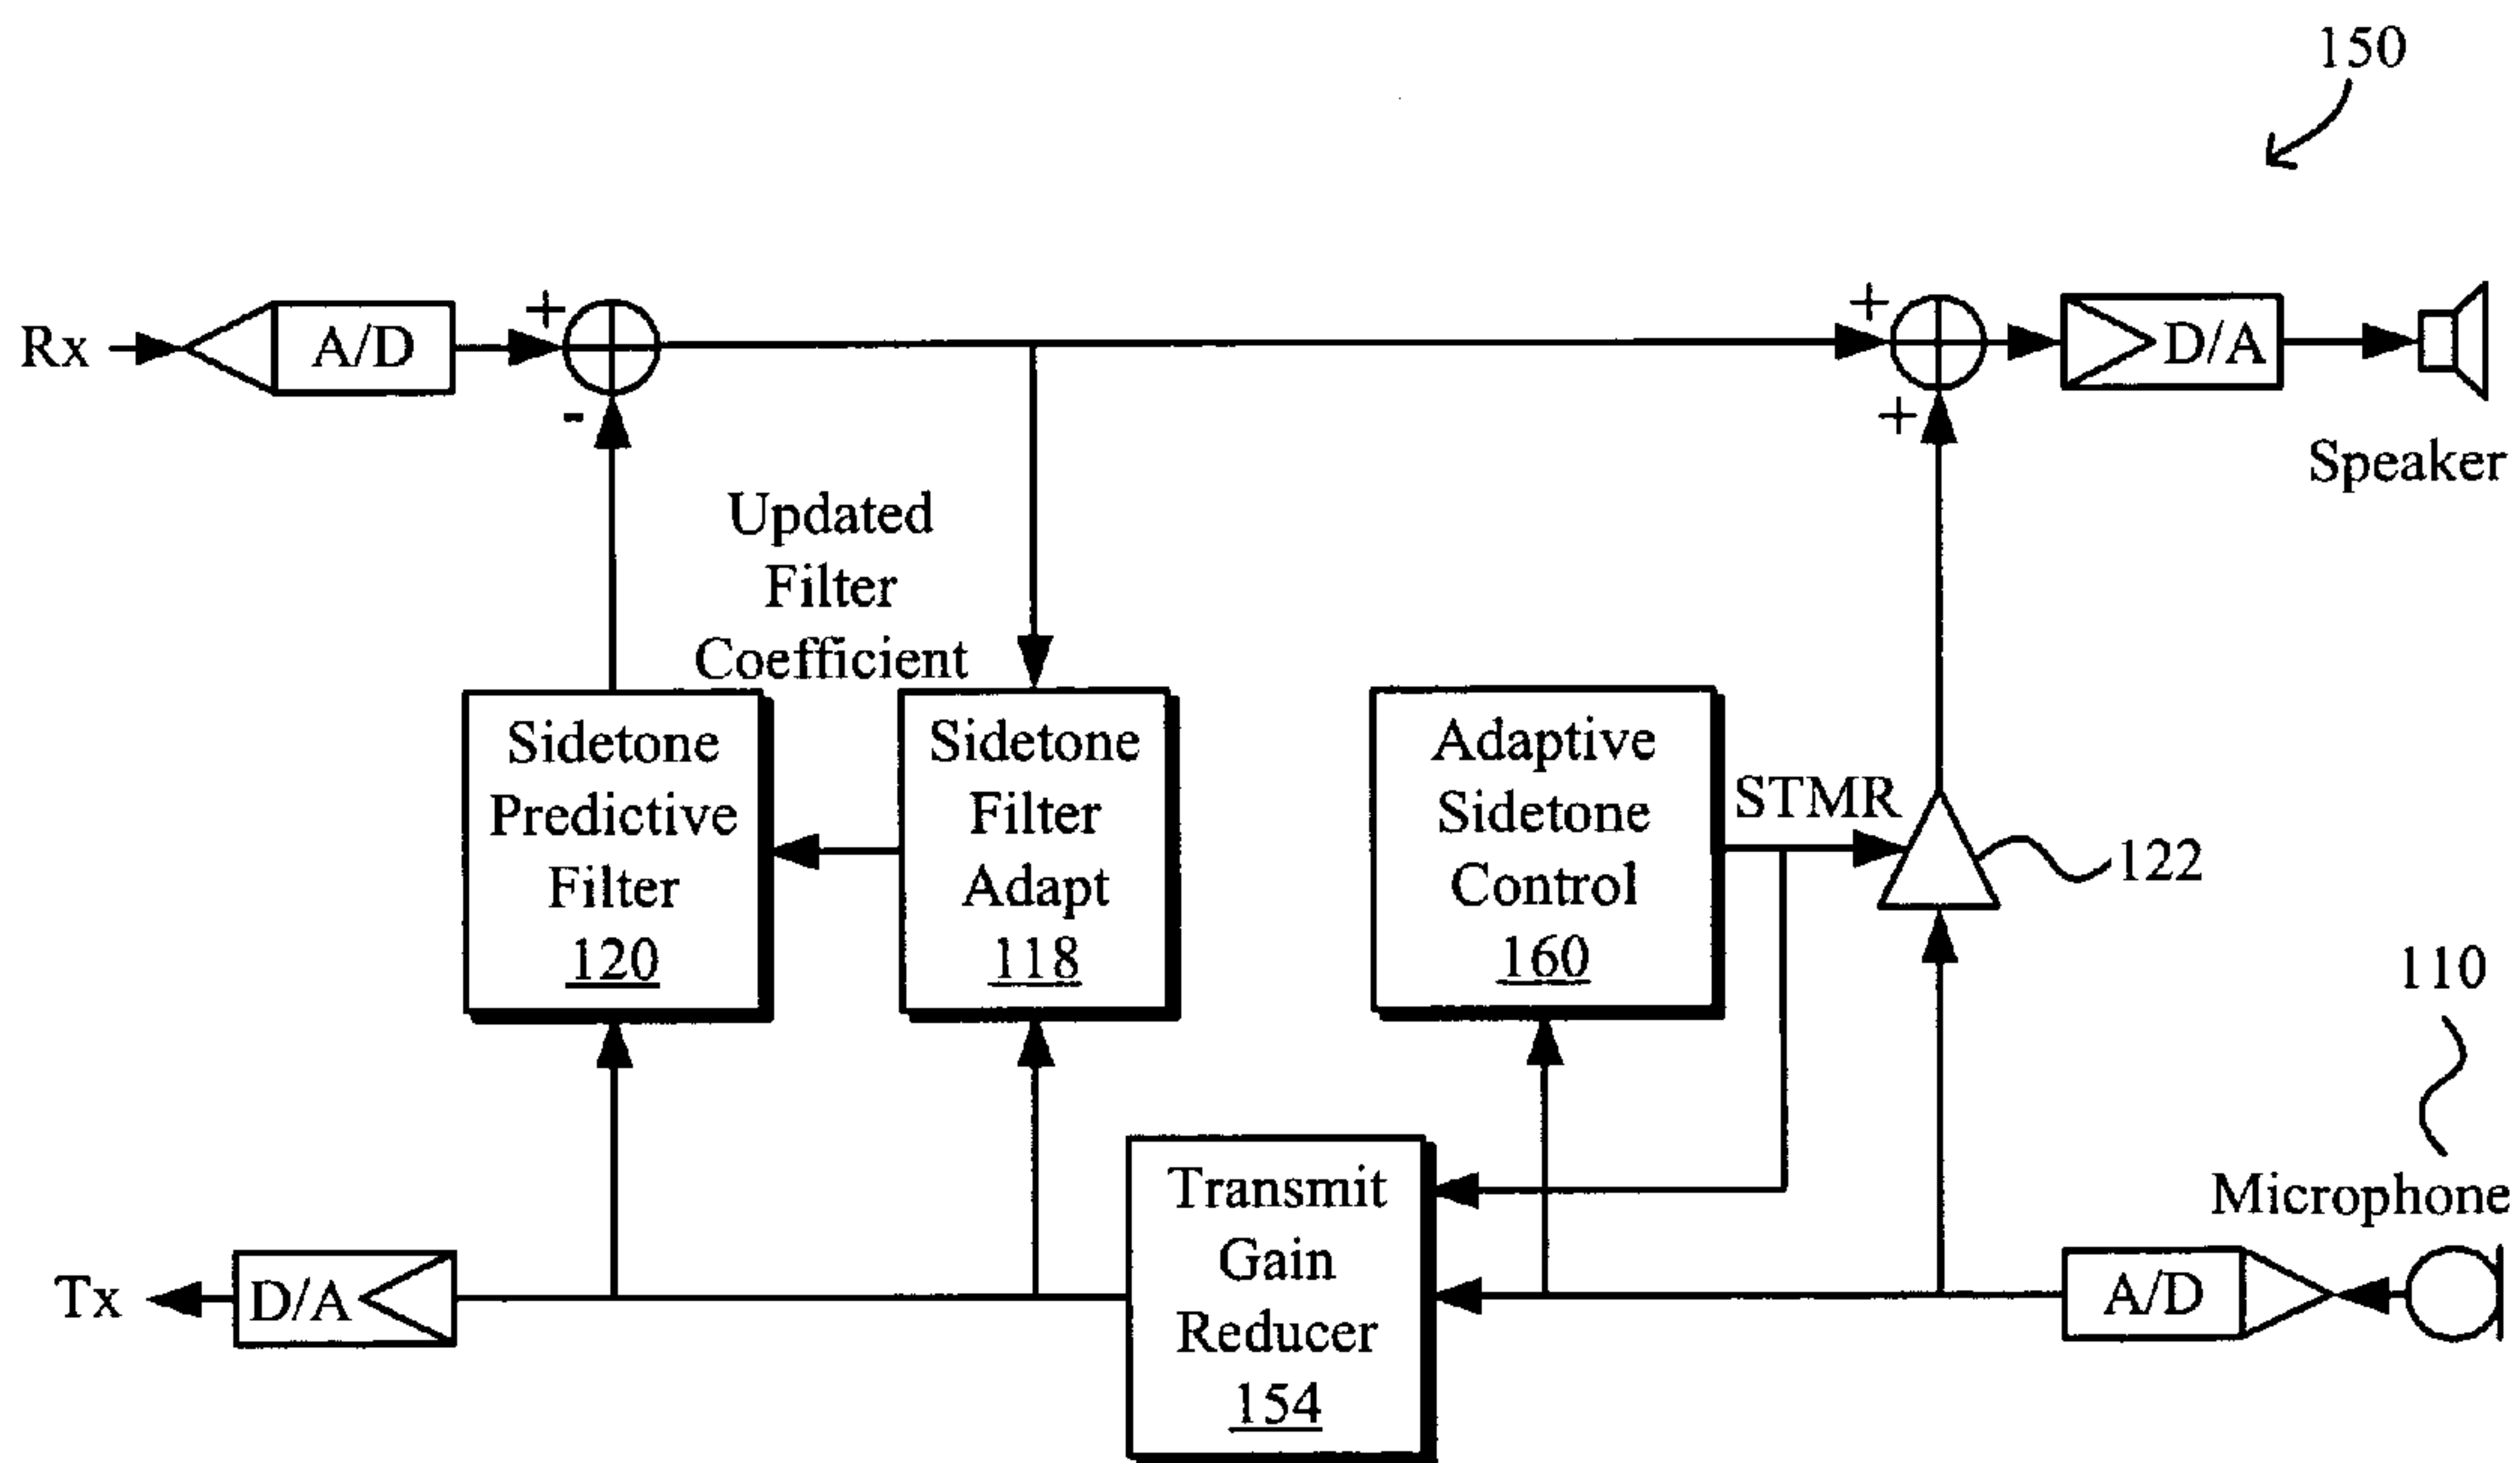 150
+
+
Rx
A/D
D/A
-
+
Speaker
Updated
Filter
Coefficient
Sidetone
Predictive
Filter
120
Sidetone
Filter
Adapt
118
Adaptive
Sidetone
Control
160
STMR
122
110
Transmit
Gain
Reducer
154
Microphone
Tx
D/A
A/D